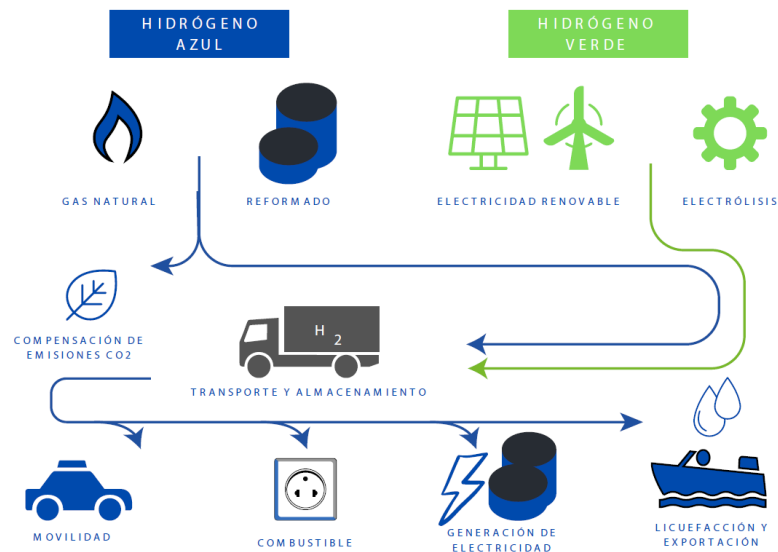 HIDRÓGENO
AZUL
HIDRÓGENO
VERDE
GAS NATURAL
REFORMADO
ELECTRICIDAD RENOVABLE
ELECTRÓLISIS
COMPENSACIÓN DE
EMISIONES CO2
H2
TRANSPORTE Y ALMACENAMIENTO
MOVILIDAD
COMBUSTIBLE
GENERACIÓN DE
ELECTRICIDAD
LICUEFACCIÓN Y
EXPORTACIÓN